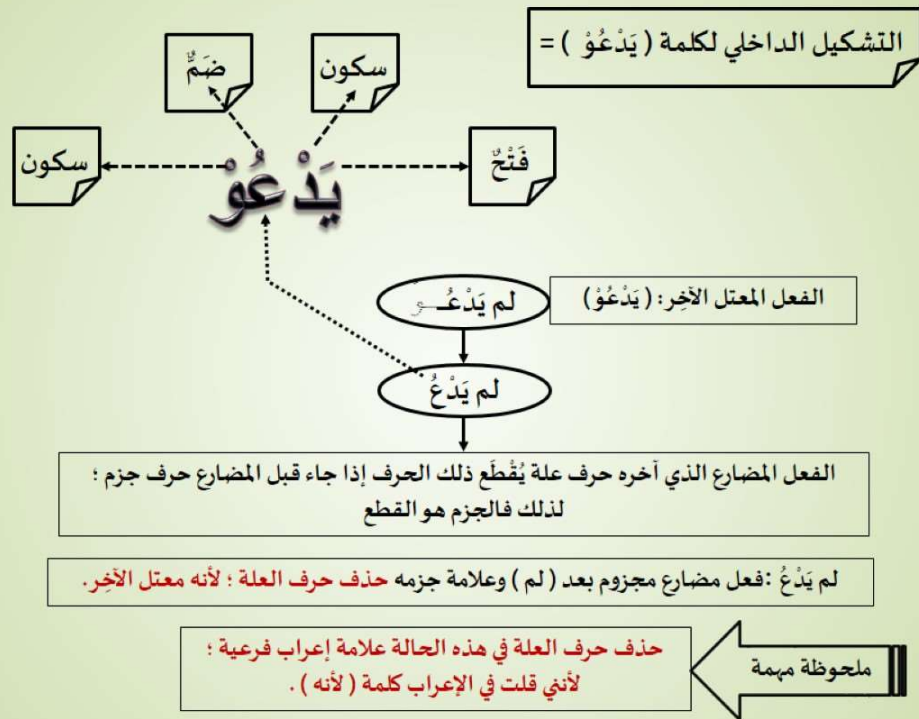 التشكيل الداخلي لكلمة ( يَدْعُوْ ) =
سكون
ضَمٌّ
سكون
فَتْحٌ
يَدْعُوْ
الفعل المعتل الآخِر: ( يَدْعُوْ )
لم يَدْعُـو
لم يَدْعُ
الفعل المضارع الذي آخره حرف علة يُقْطَع ذلك الحرف إذا جاء قبل المضارع حرف جزم ؛
لذلك فالجزم هو القطع
لم يَدْعُ : فعل مضارع مجزوم بعد ( لم ) وعلامة جزمه حذف حرف العلة ؛ لأنه معتل الآخِر.
حذف حرف العلة في هذه الحالة علامة إعراب فرعية ؛
لأنني قلت في الإعراب كلمة ( لأنه ) .
ملحوظة مهمة